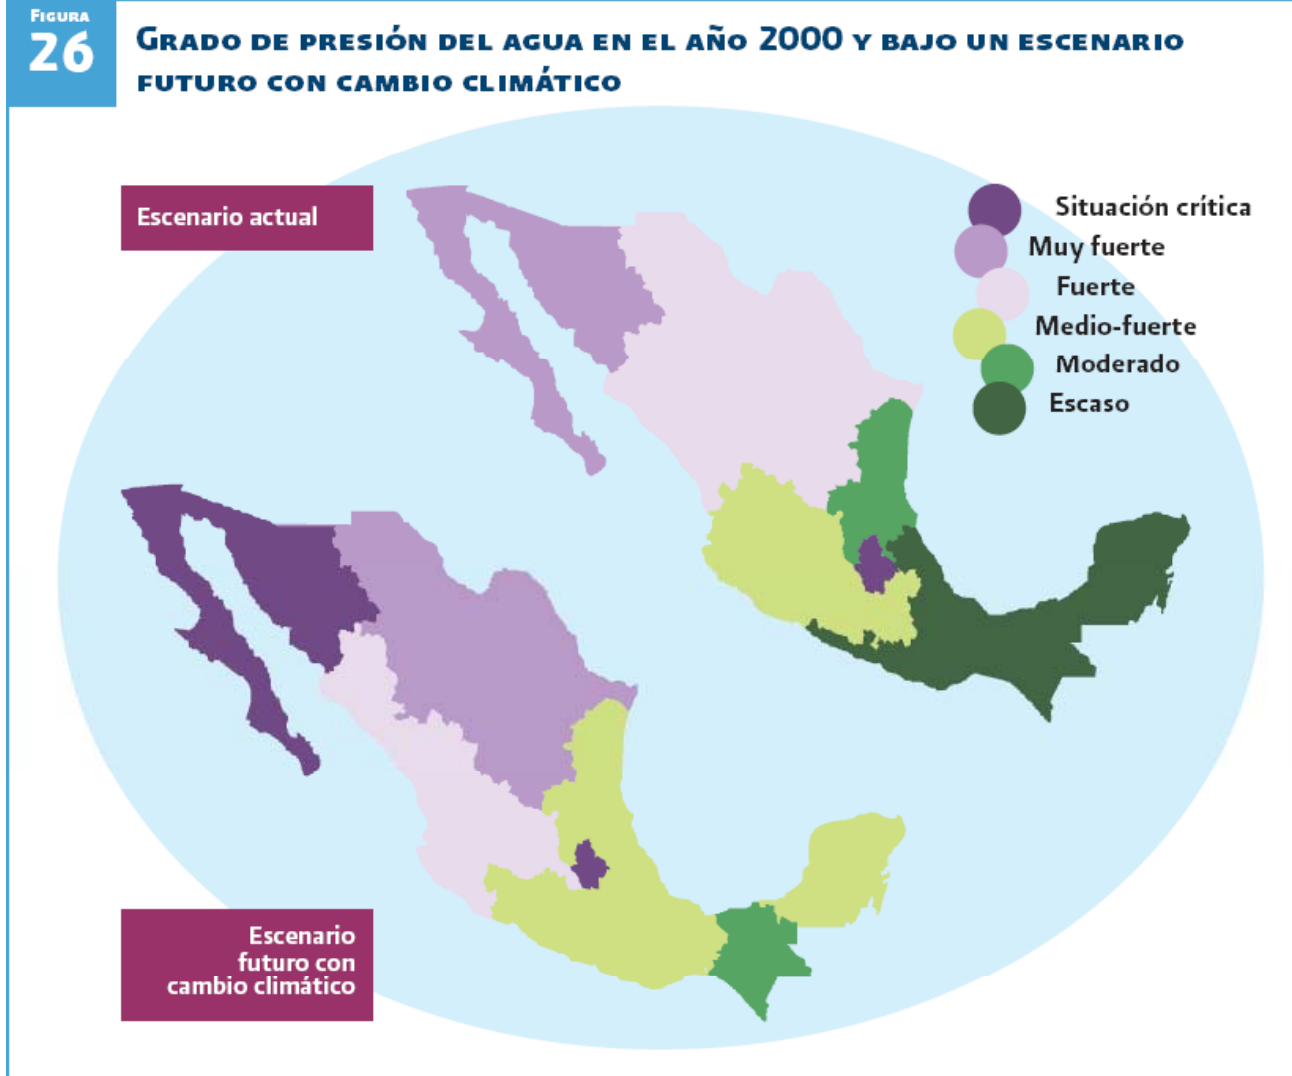 FIGURA
26
GRADO DE PRESIÓN DEL AGUA EN EL AÑO 2000 Y BAJO UN ESCENARIO
FUTURO CON CAMBIO CLIMÁTICO
Escenario actual
Situación crítica
Muy fuerte
Fuerte
Medio-fuerte
Moderado
Escaso
Escenario
futuro con
cambio climático